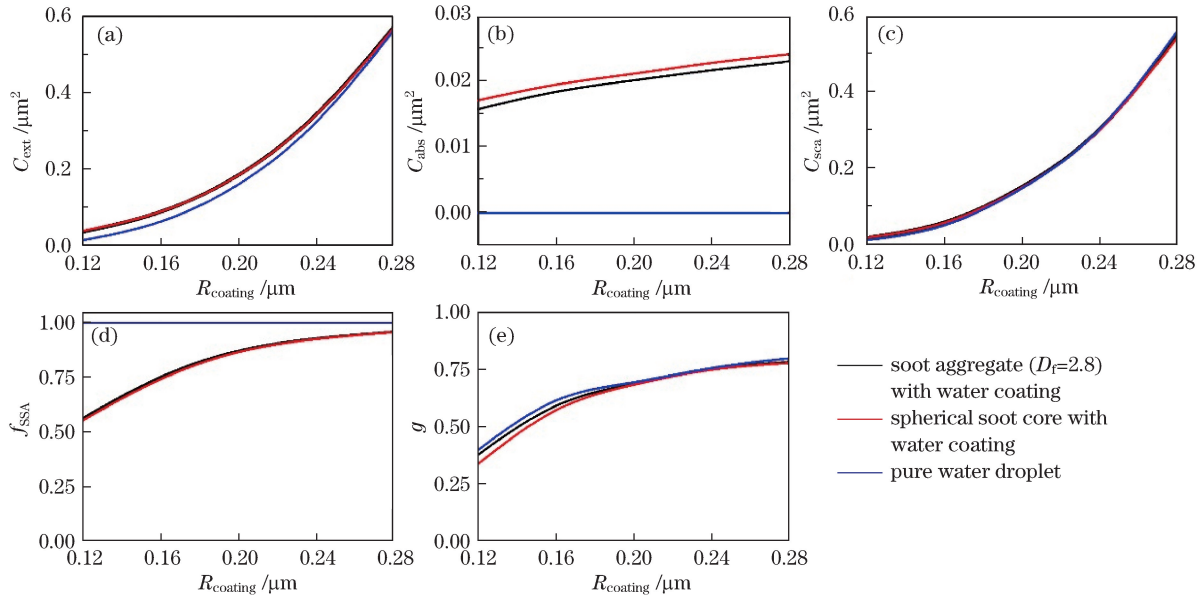 (a)
0.6
0.4
0.2
0.0
C_ext /μm²
0.12 0.16 0.20 0.24 0.28
R_coating /μm
(b)
0.03
0.02
0.01
0.00
C_abs /μm²
0.12 0.16 0.20 0.24 0.28
R_coating /μm
(c)
0.6
0.4
0.2
0.0
C_sca /μm²
0.12 0.16 0.20 0.24 0.28
R_coating /μm
(d)
1.00
0.75
0.50
0.25
0.00
f_SSA
0.12 0.16 0.20 0.24 0.28
R_coating /μm
(e)
1.00
0.75
0.50
0.25
0.00
g
0.12 0.16 0.20 0.24 0.28
R_coating /μm
soot aggregate (D_f=2.8)
with water coating
spherical soot core with
water coating
pure water droplet